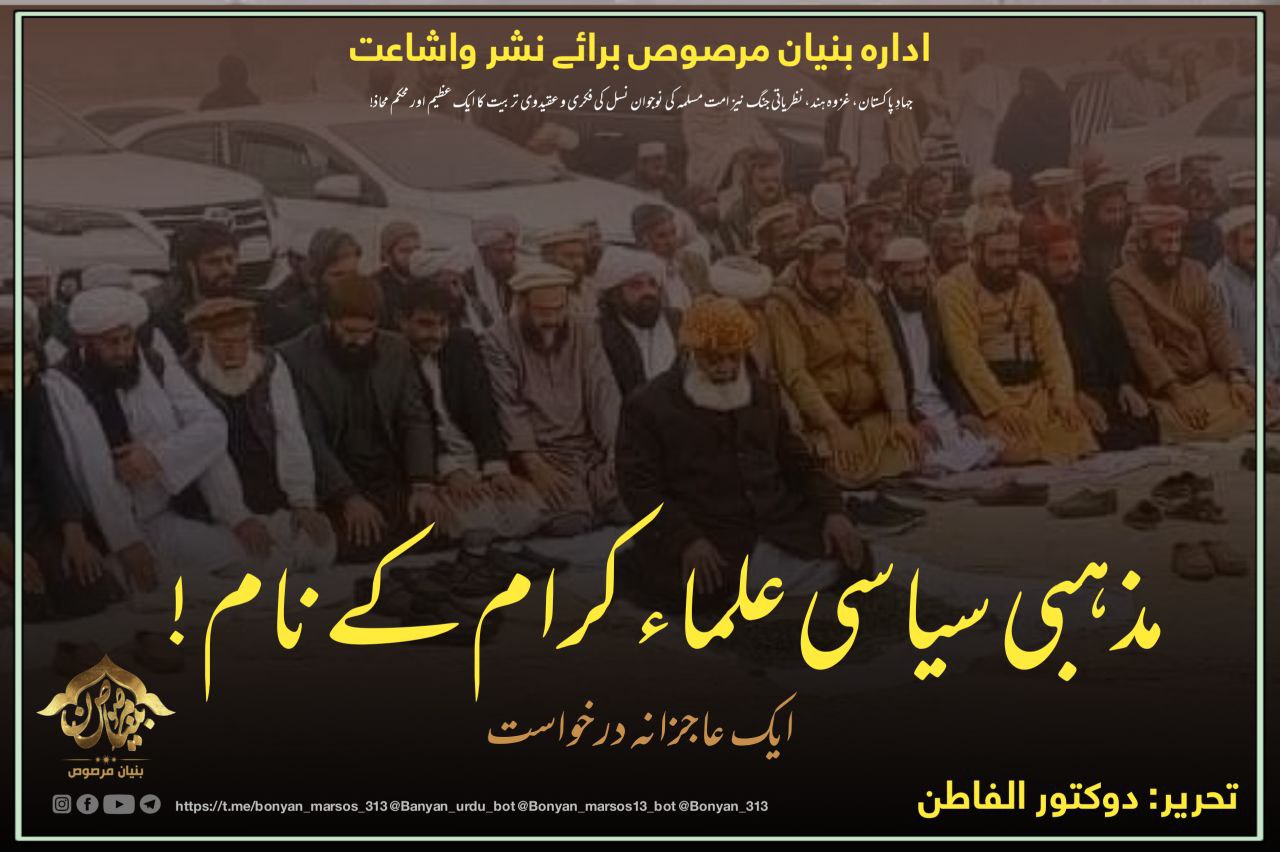 ادارہ بنیان مرصوص برائے نشر واشاعت
جہادِ پاکستان، غزوہ ہند، نظریاتی جنگ نیز امت مسلمہ کی نوجوان نسل کی فکری و عقیدوی تربیت کا ایک عظیم اور محکم محاذ!
مذہبی سیاسی علماء کرام کے نام !
ایک عاجزانہ درخواست
بنیان مرصوص
تحریر: دوکتور الفاطن
https://t.me/bonyan_marsos_313 @Banyan_urdu_bot @Bonyan_marsos13_bot @Bonyan_313